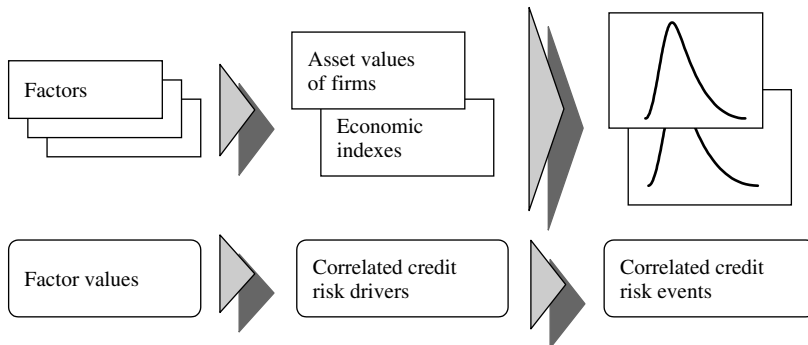 Factors
Asset values
of firms
Economic
indexes
Factor values
Correlated credit
risk drivers
Correlated credit
risk events